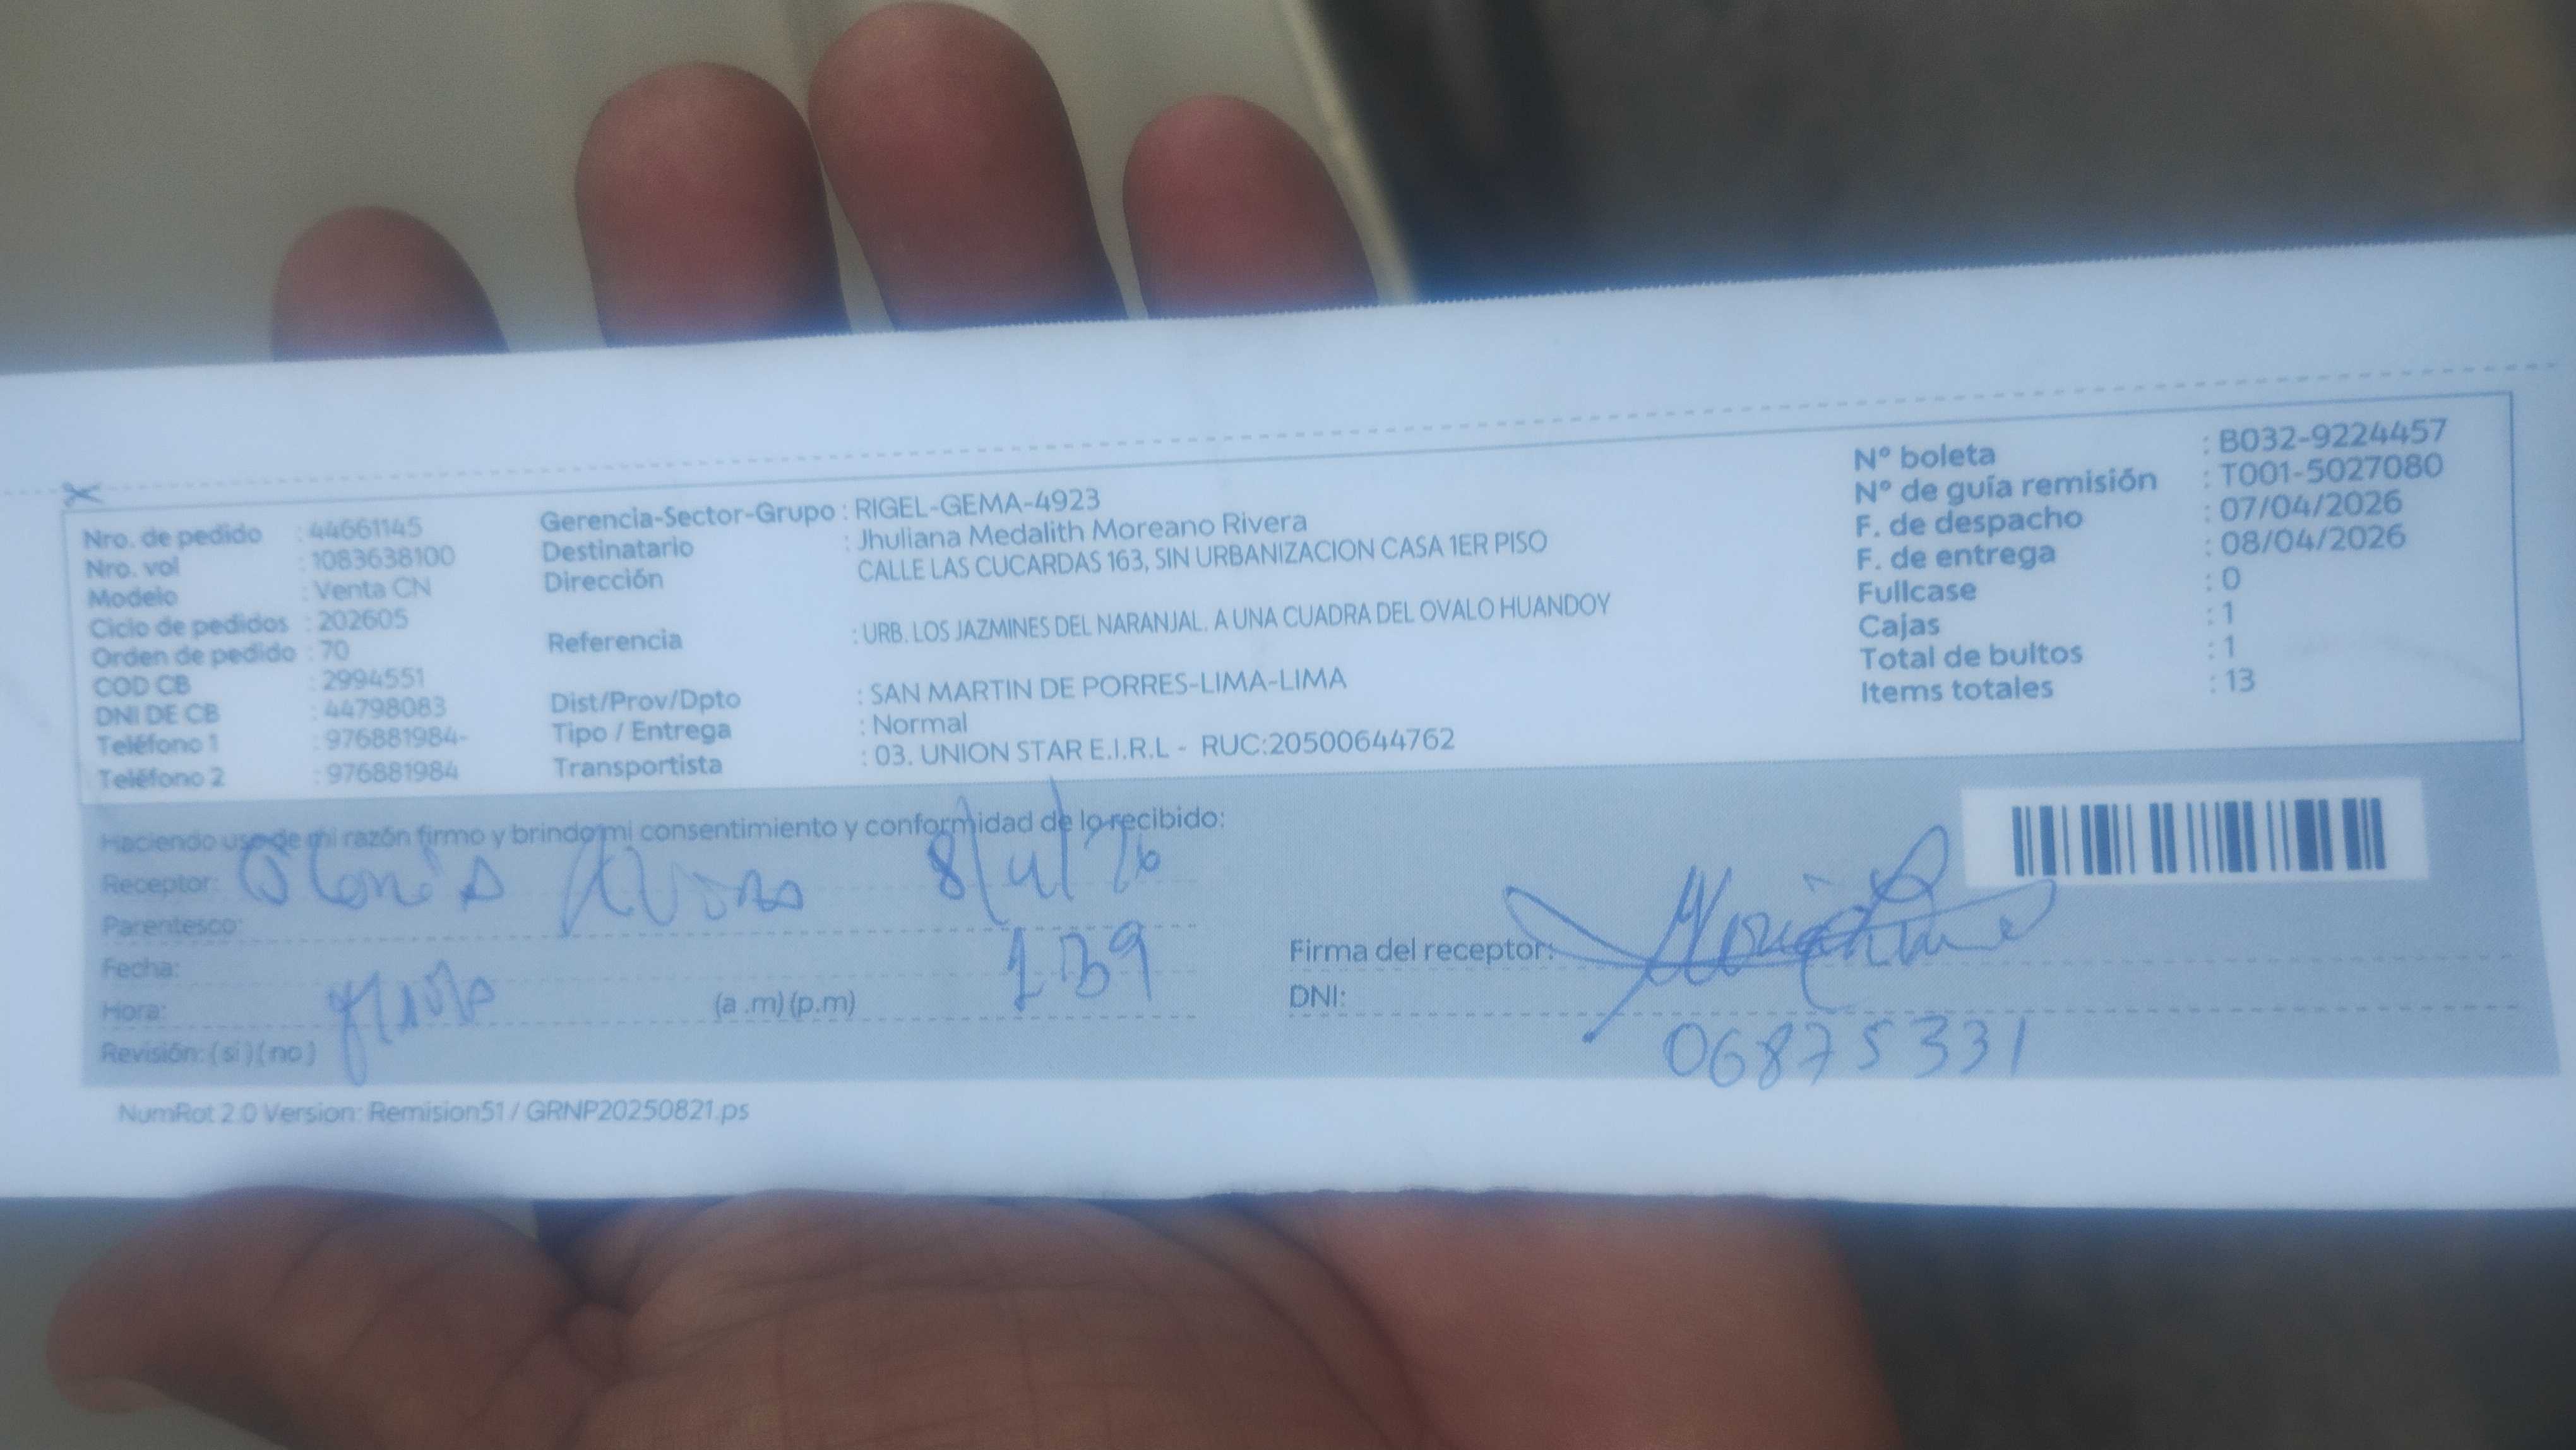 Nro. de pedido : 44661145
Nro. vol : 1083638100
Modelo : Venta CN
Ciclo de pedidos : 202605
Orden de pedido : 70
COD CB : 2994551
DNI DE CB : 44798083
Teléfono 1 : 976881984-
Teléfono 2 : 976881984
Gerencia-Sector-Grupo : RIGEL-GEMA-4923
Destinatario : Jhuliana Medalith Moreano Rivera
Dirección CALLE LAS CUCARDAS 163, SIN URBANIZACION CASA 1ER PISO
Referencia : URB. LOS JAZMINES DEL NARANJAL. A UNA CUADRA DEL OVALO HUANDOY
Dist/Prov/Dpto : SAN MARTIN DE PORRES-LIMA-LIMA
Tipo / Entrega : Normal
Transportista : 03. UNION STAR E.I.R.L - RUC:20500644762
N° boleta : B032-9224457
N° de guía remisión : T001-5027080
F. de despacho : 07/04/2026
F. de entrega : 08/04/2026
Fullcase : 0
Cajas : 1
Total de bultos : 1
Items totales : 13
Haciendo uso de mi razón firmo y brindo mi consentimiento y conformidad de lo recibido:
Receptor: 8/4/26
Parentesco:
Fecha:
Hora: (a .m) (p.m)
Revisión: ( si ) ( no )
Firma del receptor:
DNI:
06875331
NumRot 2.0 Version: Remision51 / GRNP20250821.ps